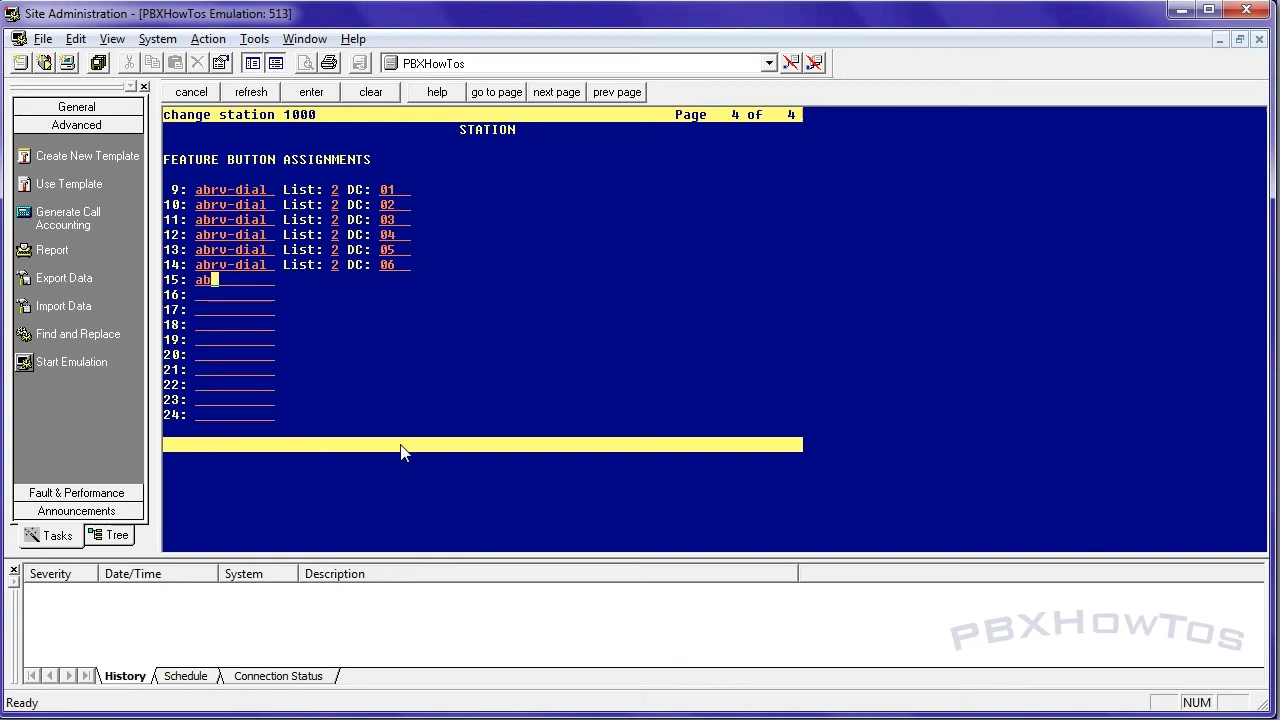 Site Administration - [PBXHowTos Emulation: 513]
File Edit View System Action Tools Window Help
PBXHowTos
General
Advanced
Create New Template
Use Template
Generate Call
Accounting
Report
Export Data
Import Data
Find and Replace
Start Emulation
Fault & Performance
Announcements
Tasks Tree
cancel refresh enter clear help go to page next page prev page
change station 1000 Page 4 of 4
STATION
FEATURE BUTTON ASSIGNMENTS
9: abrv-dial List: 2 DC: 01
10: abrv-dial List: 2 DC: 02
11: abrv-dial List: 2 DC: 03
12: abrv-dial List: 2 DC: 04
13: abrv-dial List: 2 DC: 05
14: abrv-dial List: 2 DC: 06
15: ab
16:
17:
18:
19:
20:
21:
22:
23:
24:
Severity Date/Time System Description
PBXHowTos
History Schedule Connection Status
Ready NUM